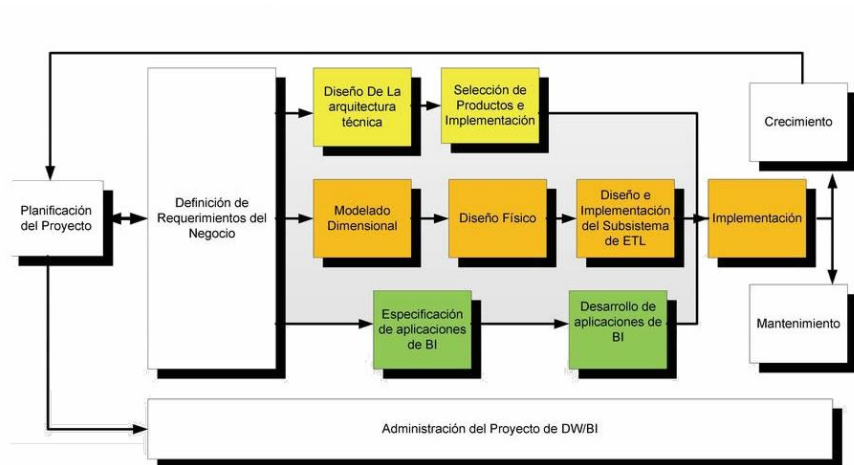 Diseño De La
arquitectura
técnica
Selección de
Productos e
Implementación
Crecimiento
Planificación
del Proyecto
Definición de
Requerimientos del
Negocio
Modelado
Dimensional
Diseño Físico
Diseño e
Implementación
del Subsistema
de ETL
Implementación
Especificación
de aplicaciones
de BI
Desarrollo de
aplicaciones de
BI
Mantenimiento
Administración del Proyecto de DW/BI